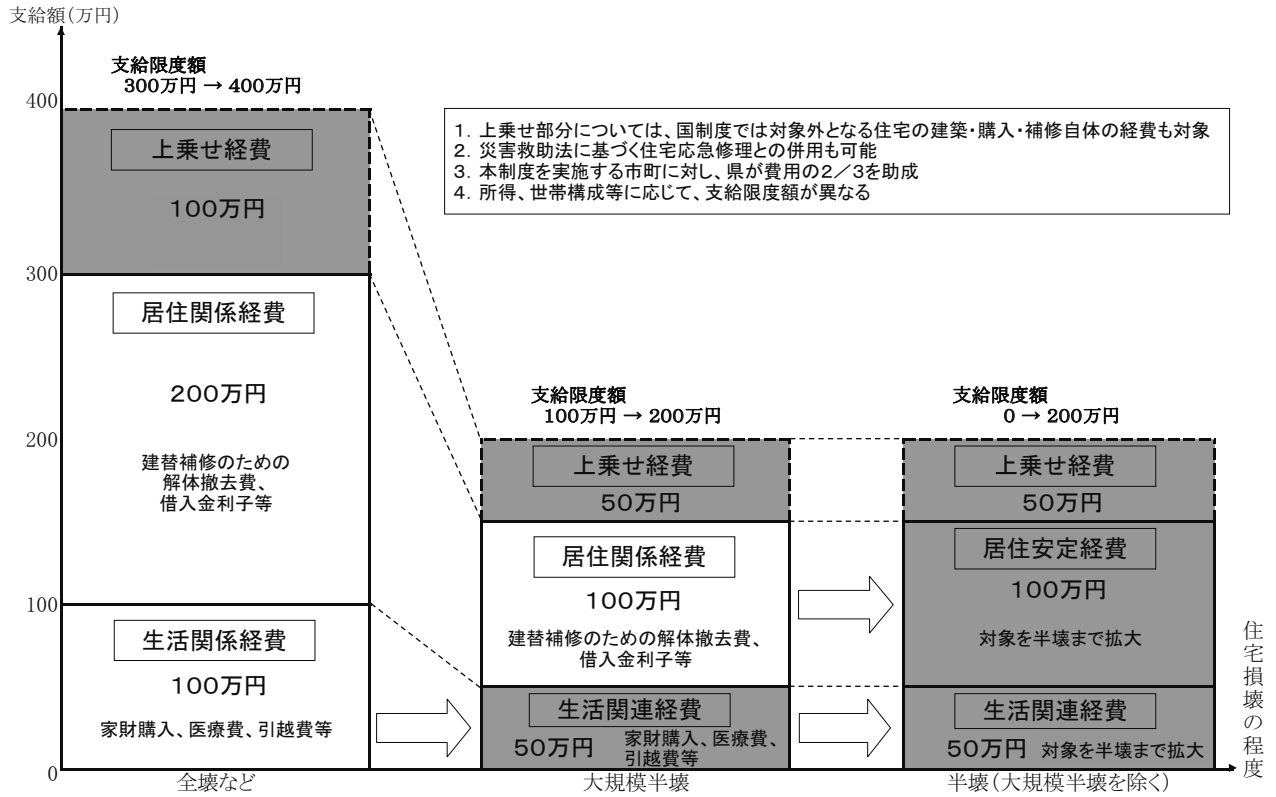 支給額(万円)
支給限度額
300万円 → 400万円
400
上乗せ経費
100万円
1. 上乗せ部分については、国制度では対象外となる住宅の建築・購入・補修自体の経費も対象
2. 災害救助法に基づく住宅応急修理との併用も可能
3. 本制度を実施する市町に対し、県が費用の2/3を助成
4. 所得、世帯構成等に応じて、支給限度額が異なる
300
居住関係経費
200万円
建替補修のための
解体撤去費、
借入金利子等
200
支給限度額
100万円 → 200万円
上乗せ経費
50万円
居住関係経費
100万円
建替補修のための解体撤去費、
借入金利子等
支給限度額
0 → 200万円
上乗せ経費
50万円
居住安定経費
100万円
対象を半壊まで拡大
100
生活関係経費
100万円
家財購入、医療費、引越費等
生活関連経費
50万円 家財購入、医療費、
引越費等
生活関連経費
50万円 対象を半壊まで拡大
0
全壊など
大規模半壊
半壊(大規模半壊を除く)
住宅損壊の程度